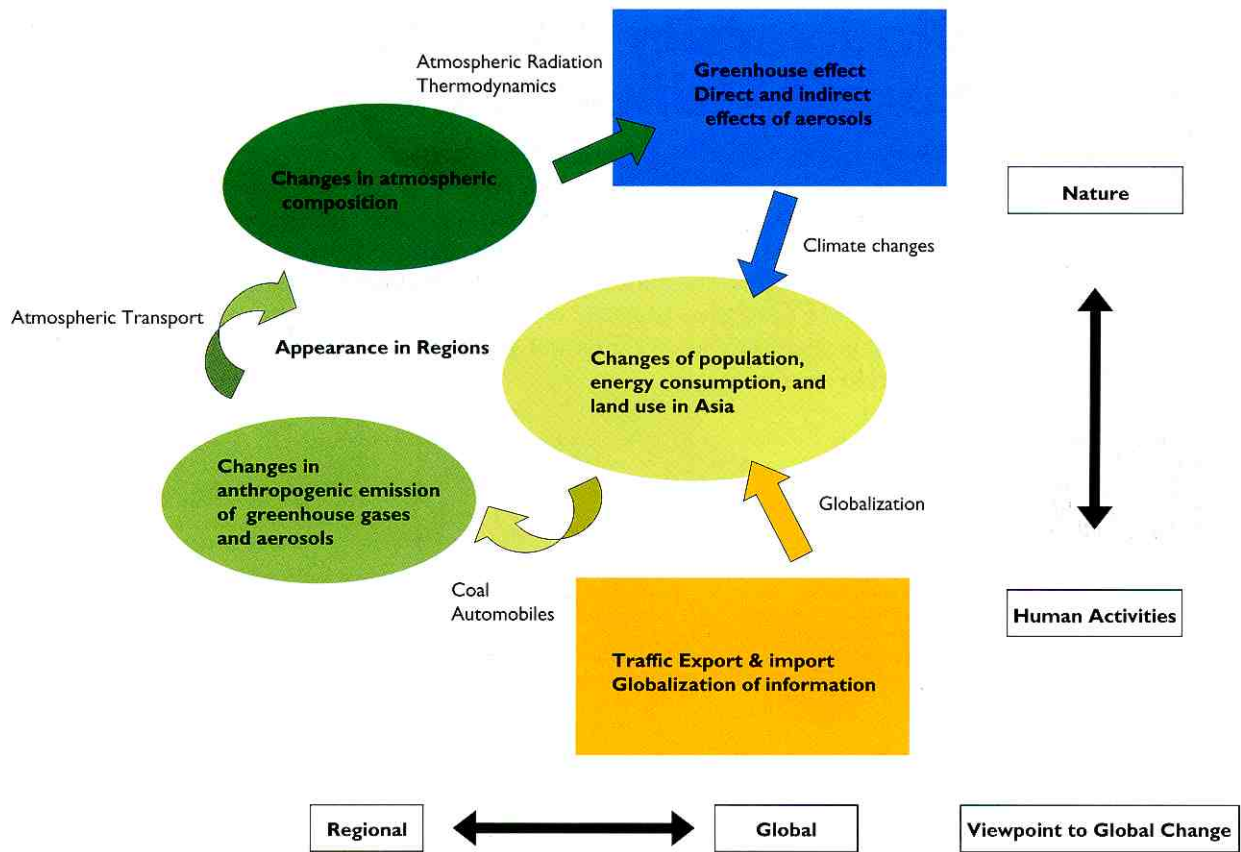 Atmospheric Radiation
Thermodynamics
Greenhouse effect
Direct and indirect
effects of aerosols
Changes in atmospheric
composition
Nature
Climate changes
Atmospheric Transport
Appearance in Regions
Changes of population,
energy consumption, and
land use in Asia
Changes in
anthropogenic emission
of greenhouse gases
and aerosols
Globalization
Coal
Automobiles
Human Activities
Traffic Export & import
Globalization of information
Regional
Global
Viewpoint to Global Change